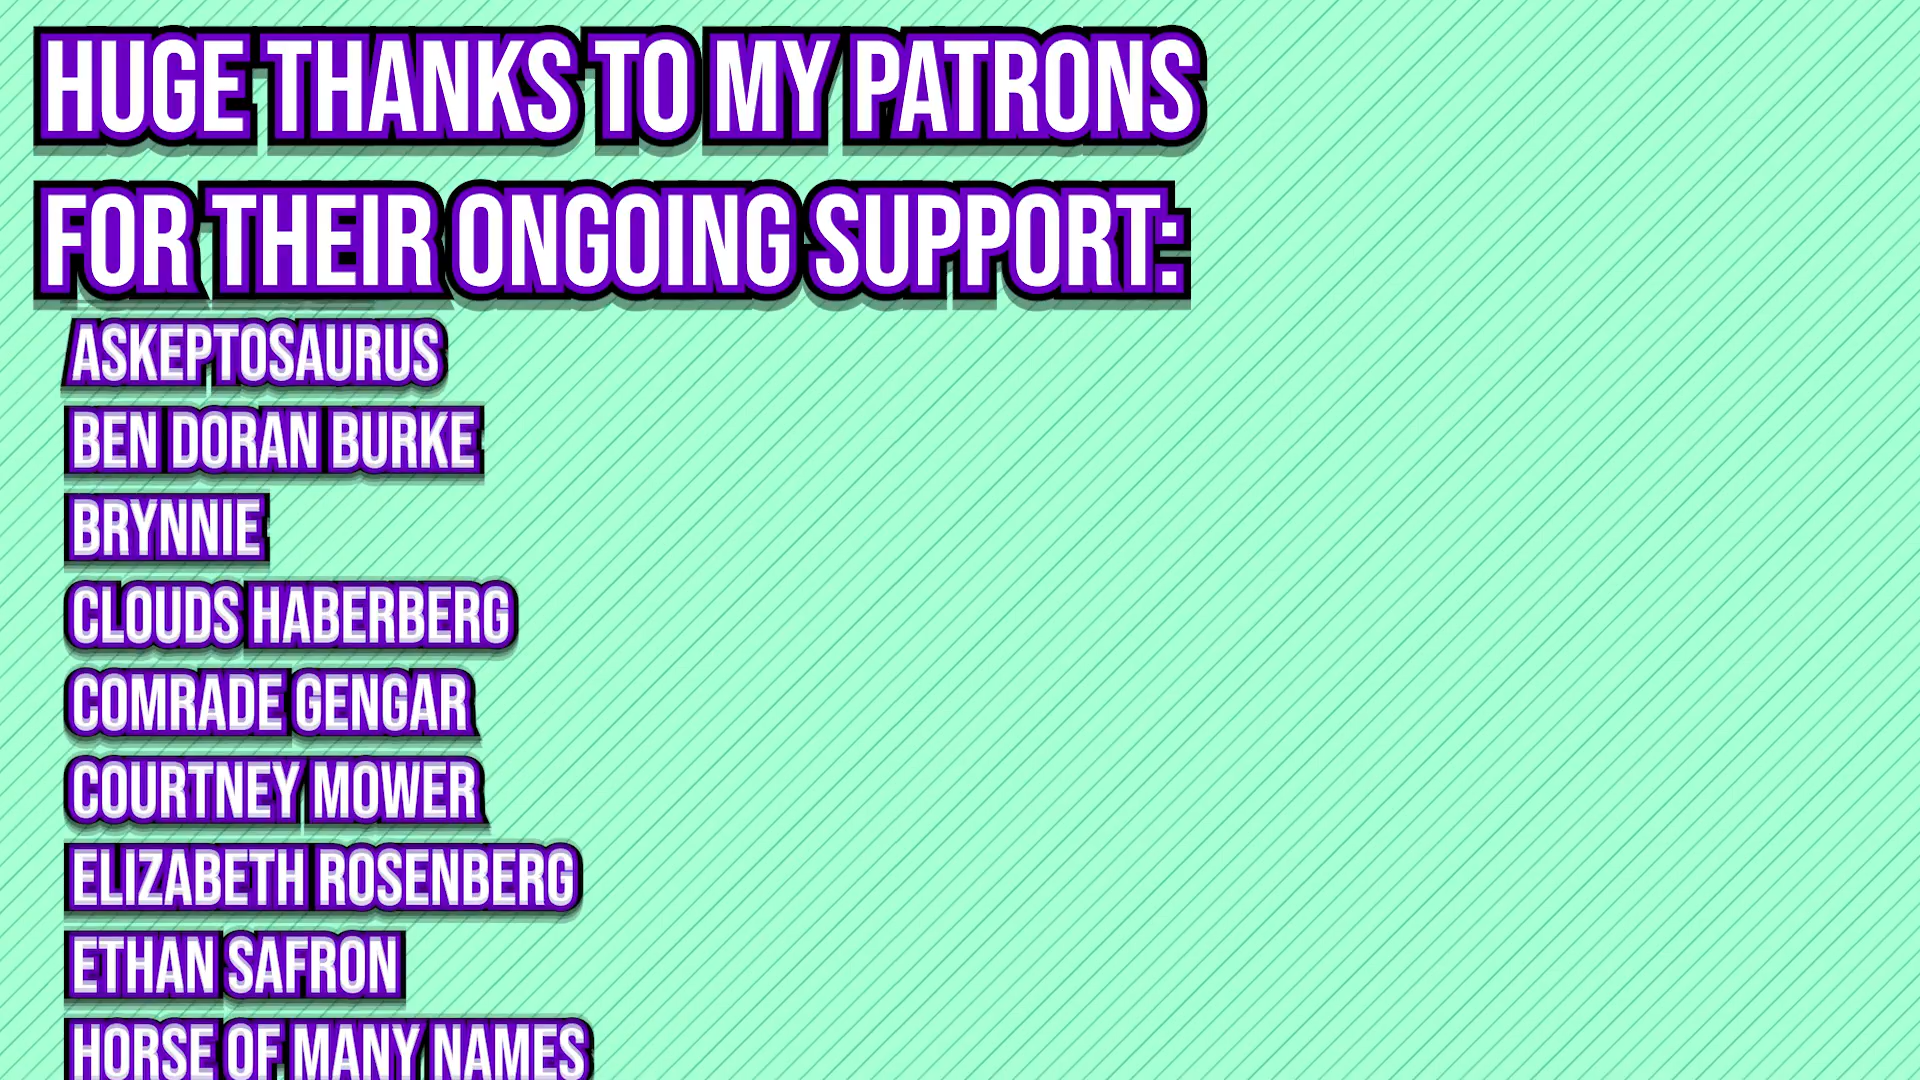 HUGE THANKS TO MY PATRONS
FOR THEIR ONGOING SUPPORT:
ASKEPTOSAURUS
BEN DORAN BURKE
BRYNNIE
CLOUDS HABERBERG
COMRADE GENGAR
COURTNEY MOWER
ELIZABETH ROSENBERG
ETHAN SAFRON
HORSE OF MANY NAMES